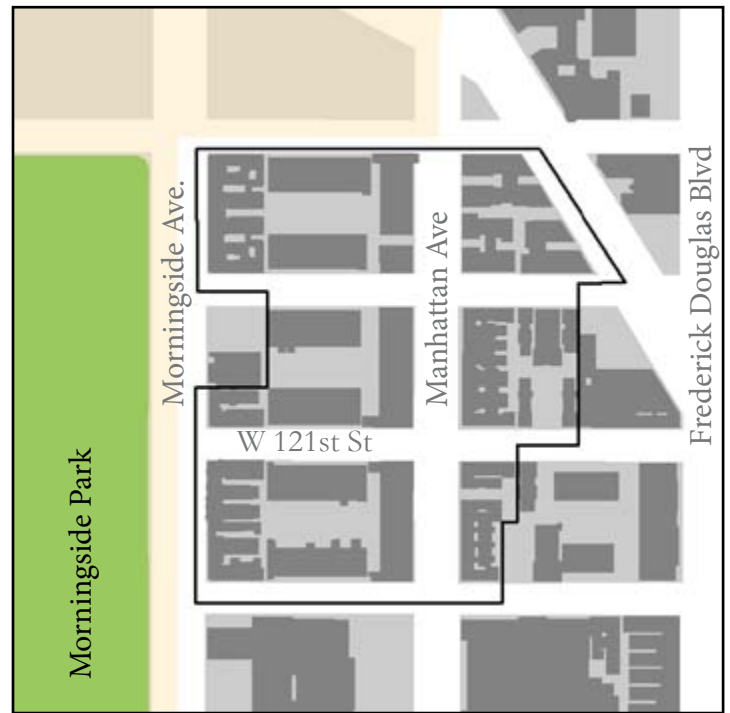 Morningside Park
Morningside Ave.
W 121st St
Manhattan Ave
Frederick Douglas Blvd